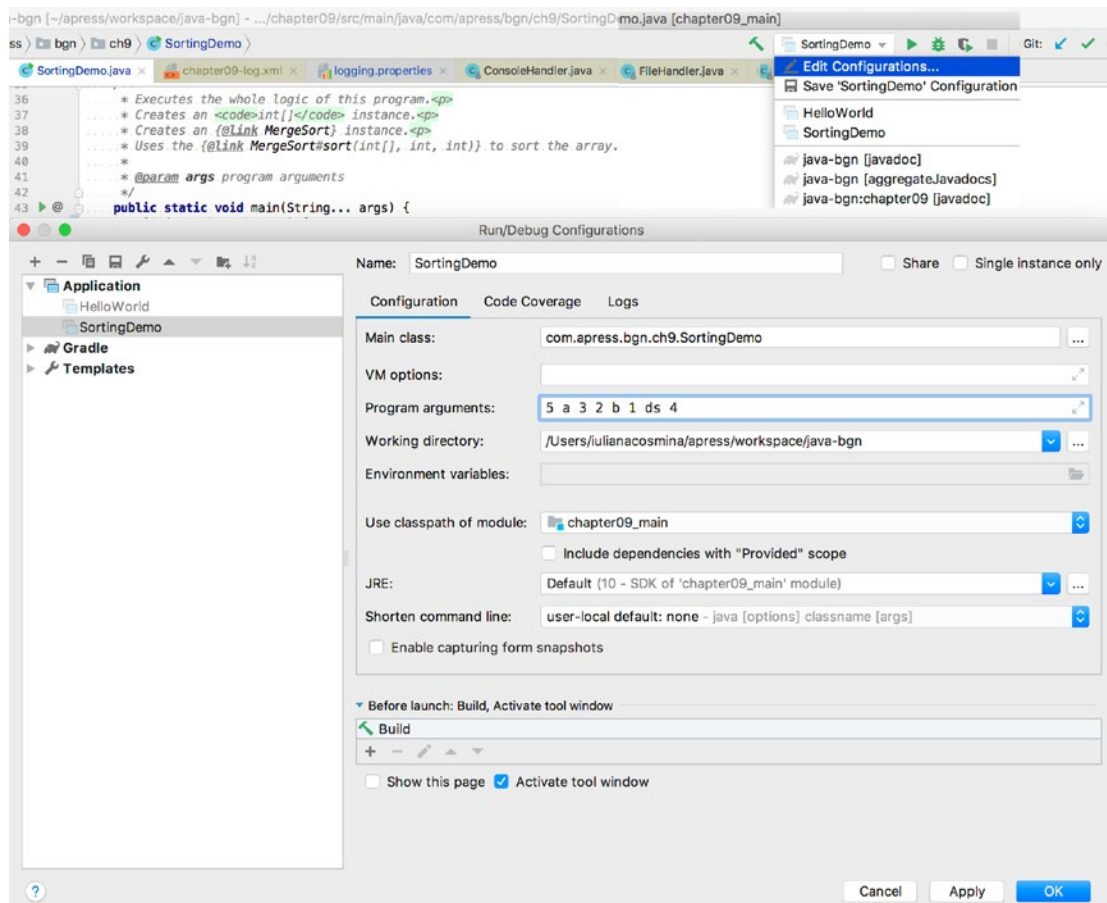 -bgn [~/apress/workspace/java-bgn] - .../chapter09/src/main/java/com/apress/bgn/ch9/SortingDemo.java [chapter09_main]
ss bgn ch9 SortingDemo SortingDemo Git:
SortingDemo.java chapter09-log.xml logging.properties ConsoleHandler.java FileHandler.java Edit Configurations...
Save 'SortingDemo' Configuration
36 * Executes the whole logic of this program.<p>
37 * Creates an <code>int[]</code> instance.<p>
38 * Creates an {@link MergeSort} instance.<p>
39 * Uses the {@link MergeSort#sort(int[], int, int)} to sort the array.
40 *
41 * @param args program arguments
42 */
43 @ public static void main(String... args) {
HelloWorld
SortingDemo
java-bgn [javadoc]
java-bgn [aggregateJavadocs]
java-bgn:chapter09 [javadoc]
Run/Debug Configurations
Application
HelloWorld
SortingDemo
Gradle
Templates
Name: SortingDemo Share Single instance only
Configuration Code Coverage Logs
Main class: com.apress.bgn.ch9.SortingDemo ...
VM options:
Program arguments: 5 a 3 2 b 1 ds 4
Working directory: /Users/iulianacosmina/apress/workspace/java-bgn ...
Environment variables:
Use classpath of module: chapter09_main
Include dependencies with "Provided" scope
JRE: Default (10 - SDK of 'chapter09_main' module) ...
Shorten command line: user-local default: none - java [options] classname [args]
Enable capturing form snapshots
Before launch: Build, Activate tool window
Build
Show this page Activate tool window
? Cancel Apply OK